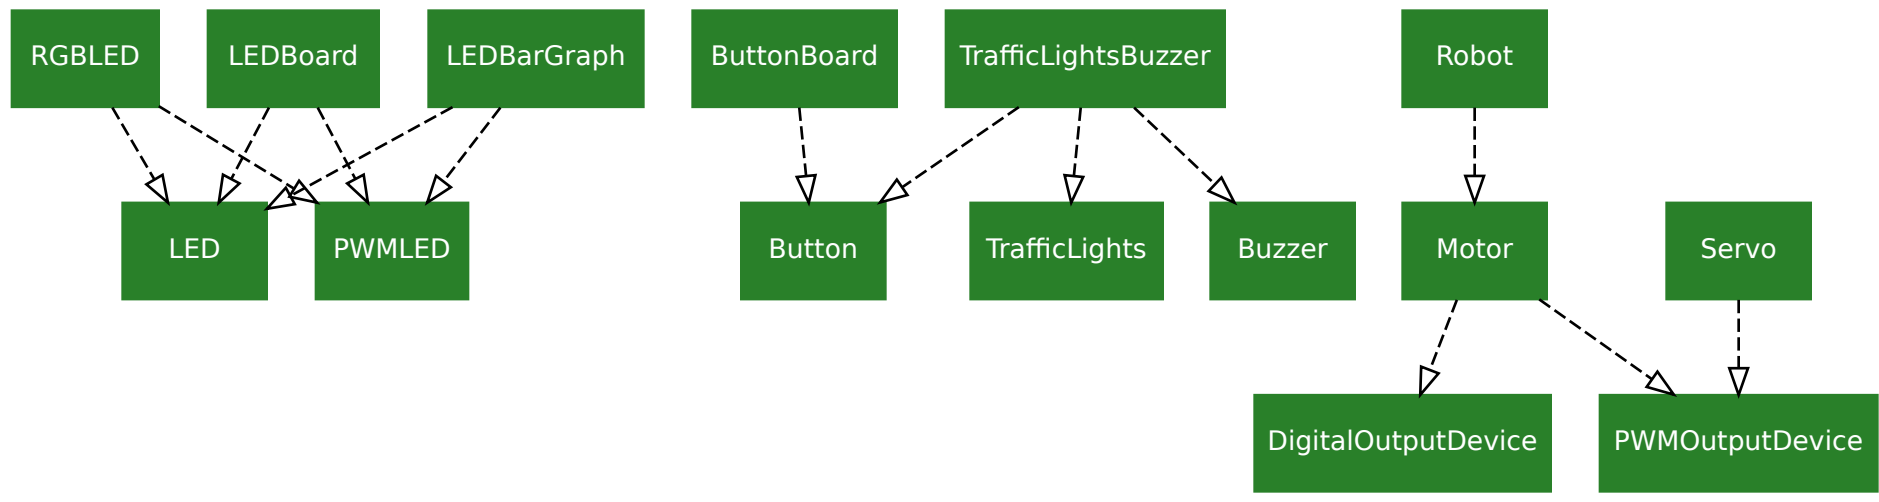 RGBLED
LEDBoard
LEDBarGraph
ButtonBoard
TrafficLightsBuzzer
Robot
LED
PWMLED
Button
TrafficLights
Buzzer
Motor
Servo
DigitalOutputDevice
PWMOutputDevice